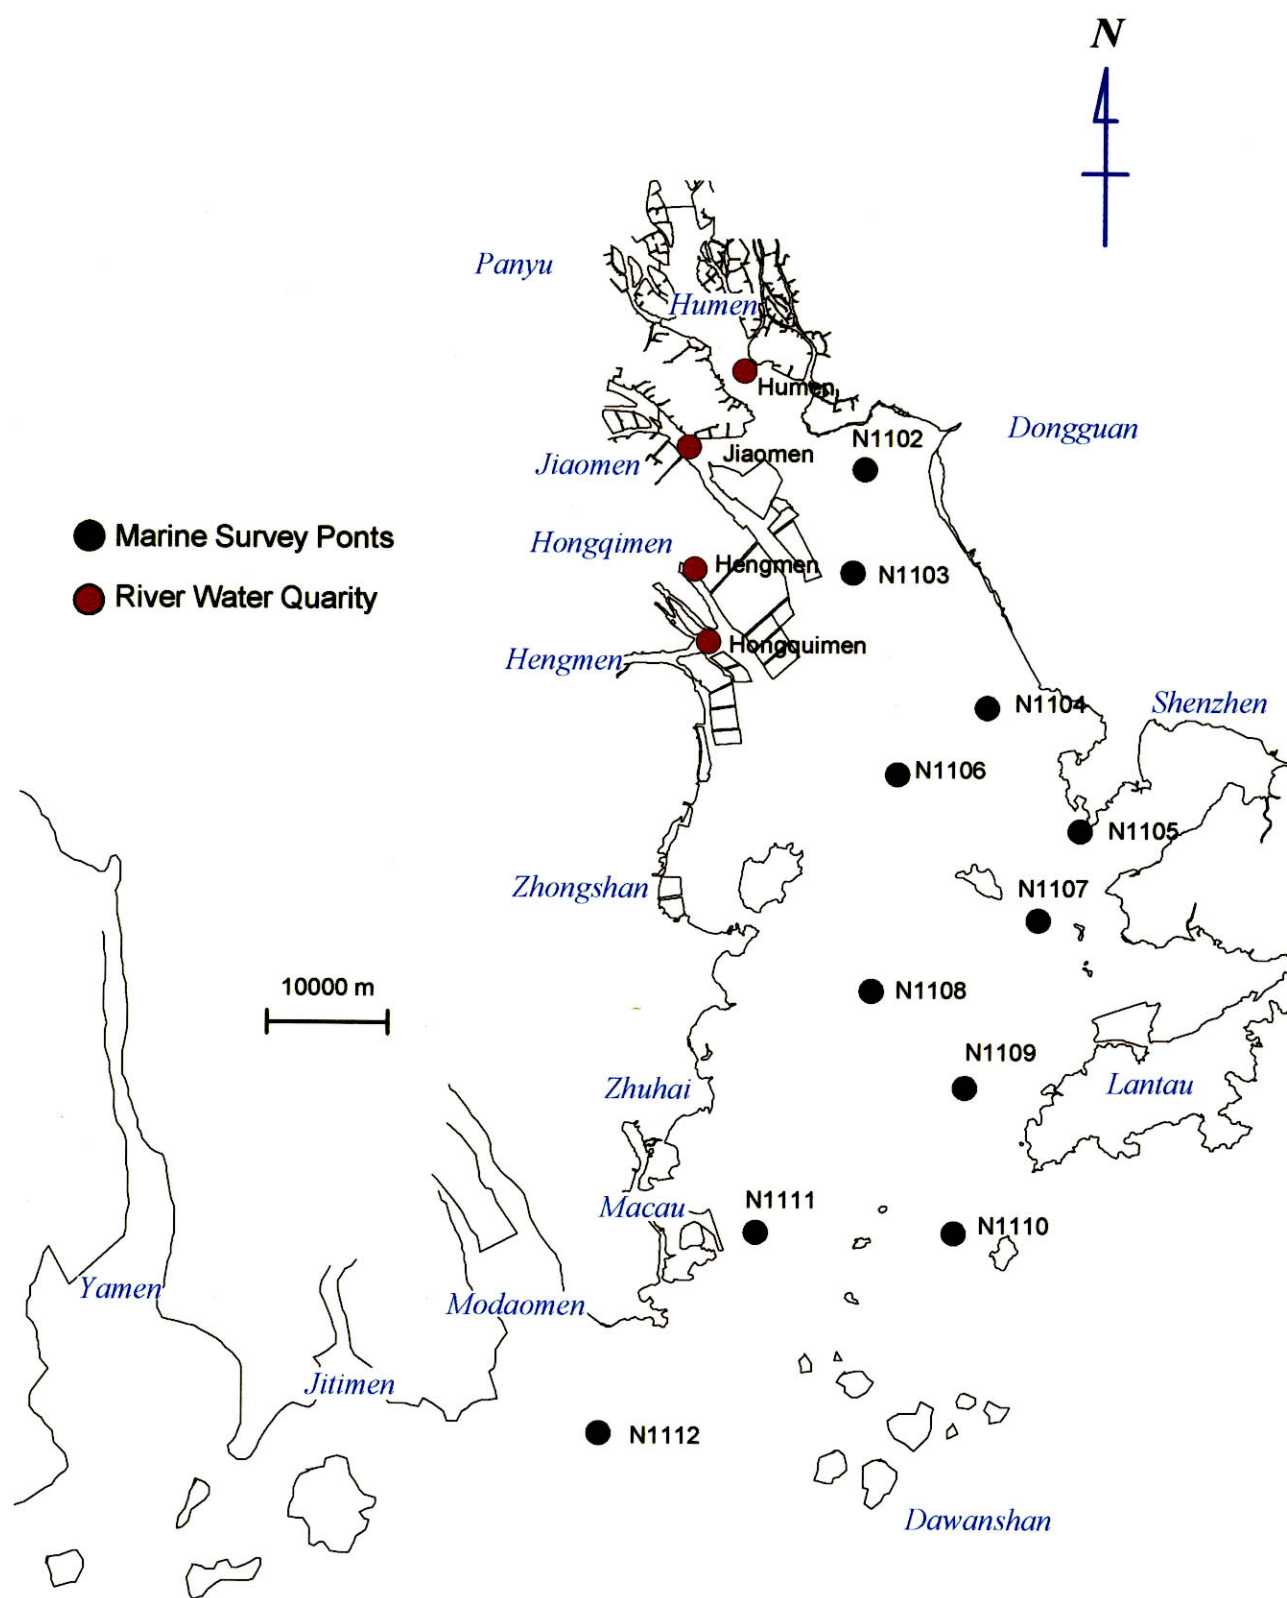 N
Panyu
Humen
Humen
Dongguan
N1102
Jiaomen
Jiaomen
Marine Survey Ponts
Hongqimen
Hengmen
N1103
River Water Quarity
Hongquimen
Hengmen
N1104
Shenzhen
N1106
N1105
Zhongshan
N1107
10000 m
N1108
N1109
Zhuhai
Lantau
Macau
N1111
N1110
Yamen
Modaomen
Jitimen
N1112
Dawanshan